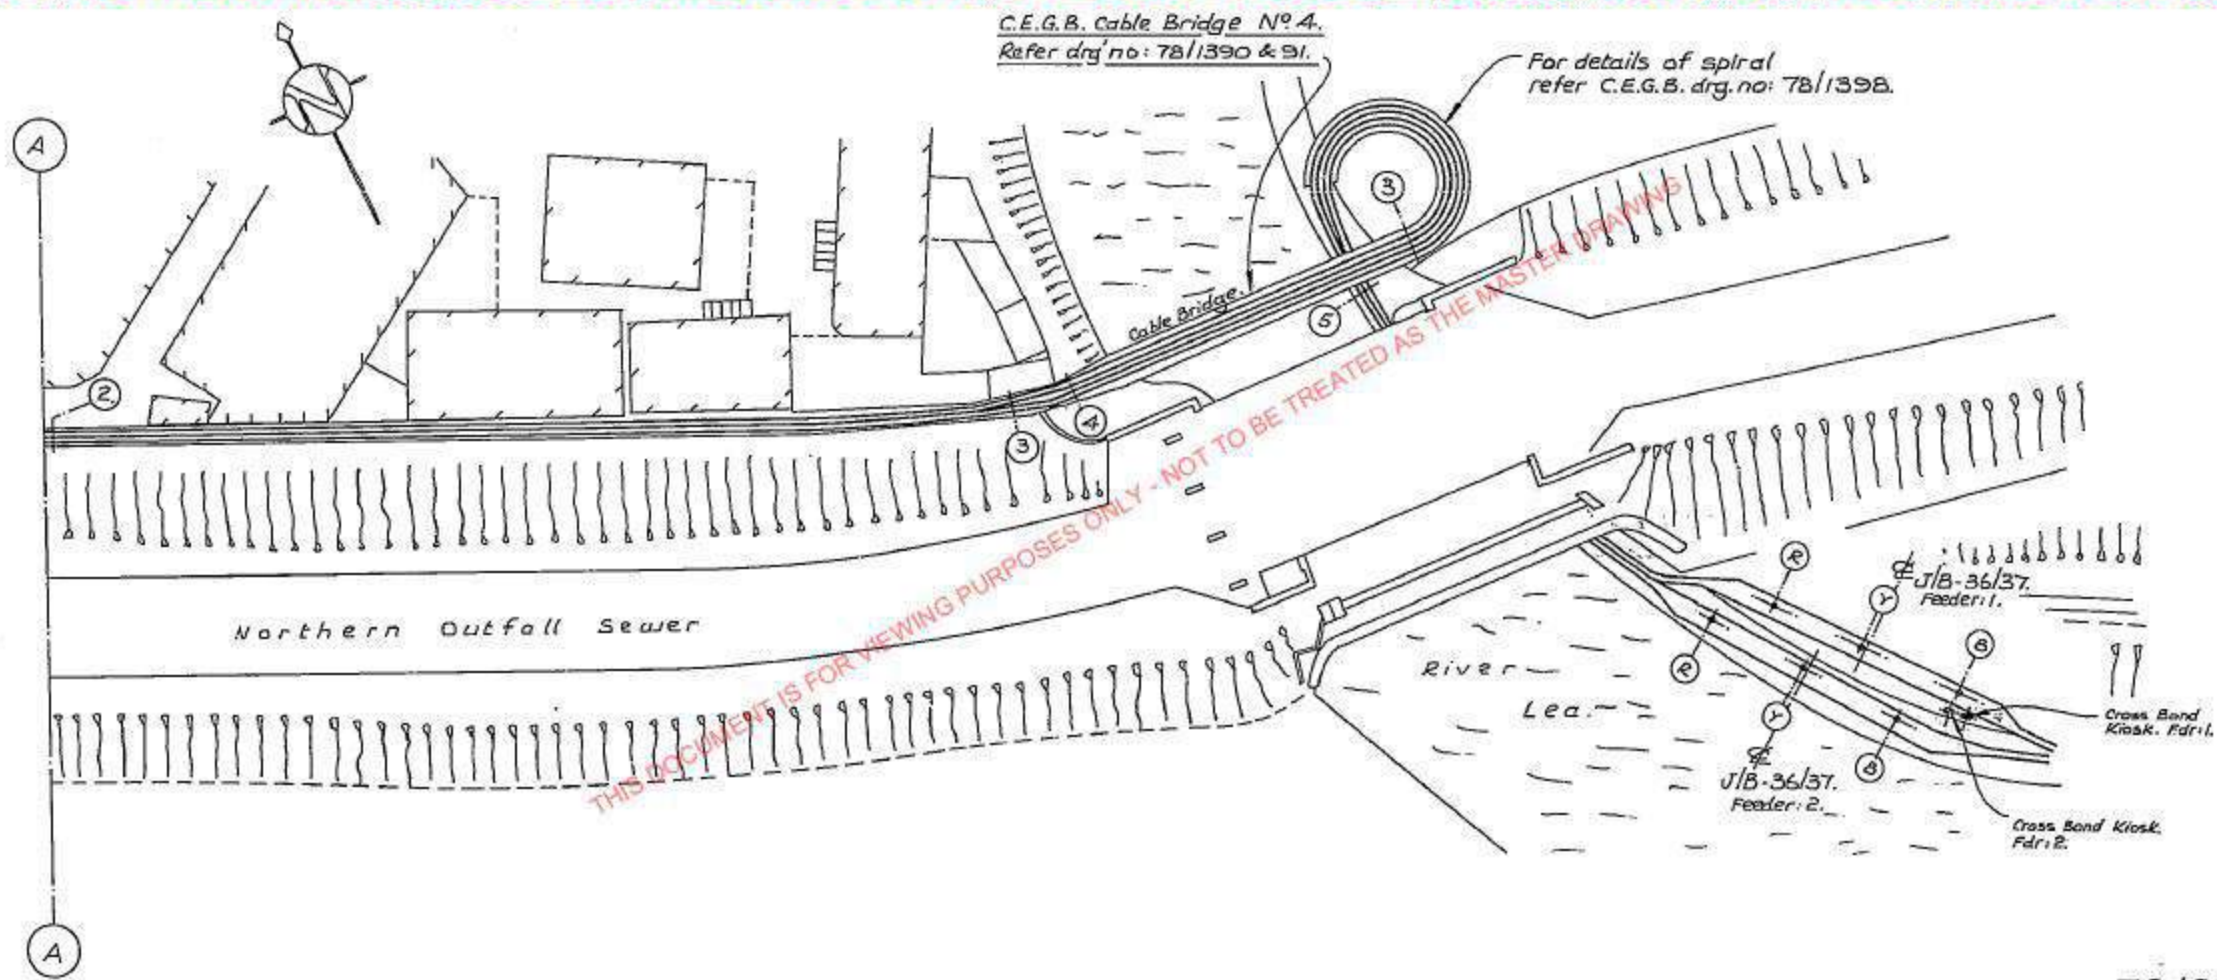 C.E.G.B. Cable Bridge Nº 4.
Refer drg'no: 78/1390 & 91.
For details of spiral
refer C.E.G.B. drg.no: 78/1398.
A
N
3
THIS DOCUMENT IS FOR VIEWING PURPOSES ONLY - NOT TO BE TREATED AS THE MASTER DRAWING
Cable Bridge.
5
2.
4
3
R
J/B-36/37.
Feeder:1.
Y
Northern Outfall Sewer
B
R
River
Lea.
Y
Cross Bond
Kiosk. Fdr:1.
B
J/B-36/37.
Feeder:2.
Cross Bond Kiosk.
Fdr:2.
A